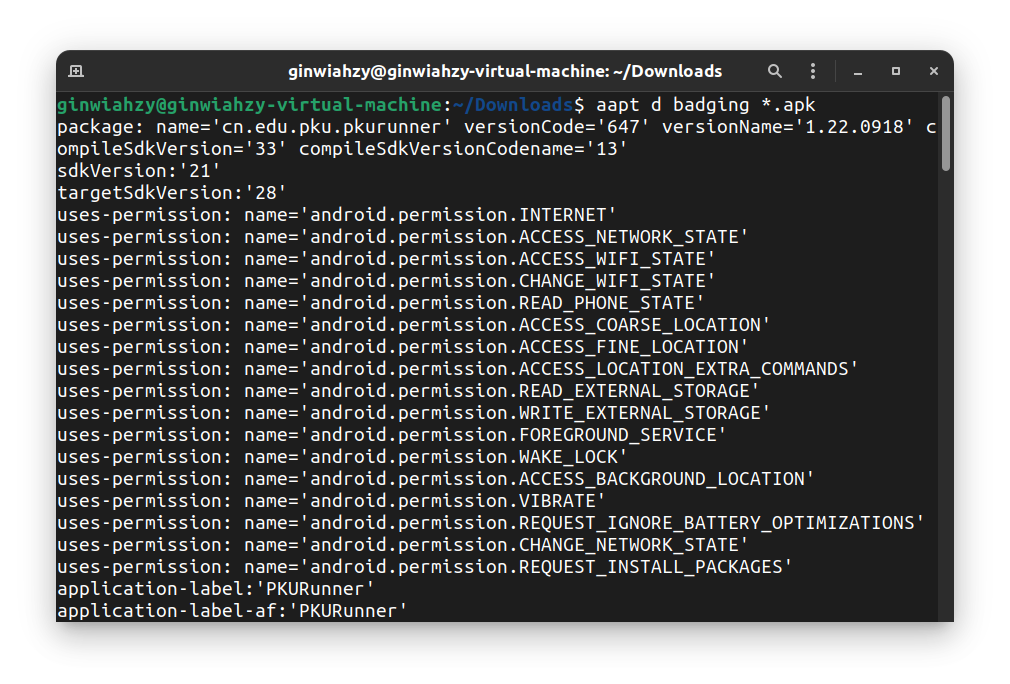 ginwiahzy@ginwiahzy-virtual-machine: ~/Downloads
ginwiahzy@ginwiahzy-virtual-machine:~/Downloads$ aapt d badging *.apk
package: name='cn.edu.pku.pkurunner' versionCode='647' versionName='1.22.0918' c
ompileSdkVersion='33' compileSdkVersionCodename='13'
sdkVersion:'21'
targetSdkVersion:'28'
uses-permission: name='android.permission.INTERNET'
uses-permission: name='android.permission.ACCESS_NETWORK_STATE'
uses-permission: name='android.permission.ACCESS_WIFI_STATE'
uses-permission: name='android.permission.CHANGE_WIFI_STATE'
uses-permission: name='android.permission.READ_PHONE_STATE'
uses-permission: name='android.permission.ACCESS_COARSE_LOCATION'
uses-permission: name='android.permission.ACCESS_FINE_LOCATION'
uses-permission: name='android.permission.ACCESS_LOCATION_EXTRA_COMMANDS'
uses-permission: name='android.permission.READ_EXTERNAL_STORAGE'
uses-permission: name='android.permission.WRITE_EXTERNAL_STORAGE'
uses-permission: name='android.permission.FOREGROUND_SERVICE'
uses-permission: name='android.permission.WAKE_LOCK'
uses-permission: name='android.permission.ACCESS_BACKGROUND_LOCATION'
uses-permission: name='android.permission.VIBRATE'
uses-permission: name='android.permission.REQUEST_IGNORE_BATTERY_OPTIMIZATIONS'
uses-permission: name='android.permission.CHANGE_NETWORK_STATE'
uses-permission: name='android.permission.REQUEST_INSTALL_PACKAGES'
application-label:'PKURunner'
application-label-af:'PKURunner'